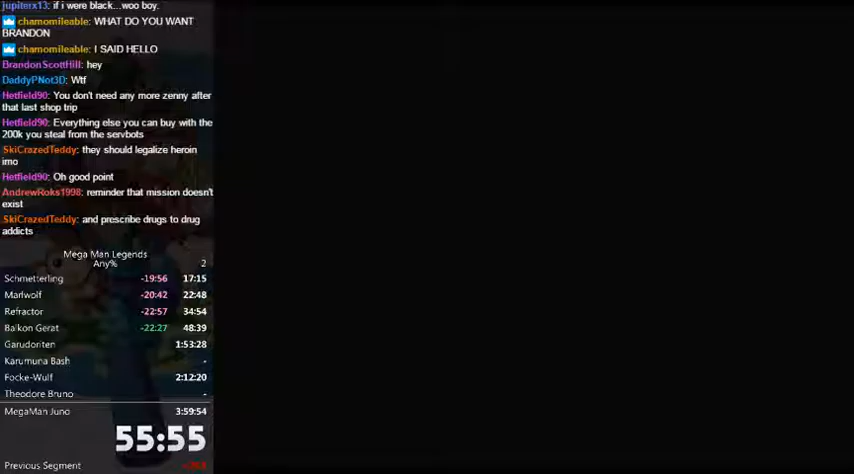 jupiterx13: if i were black...woo boy.
chamomileable: WHAT DO YOU WANT
BRANDON
chamomileable: I SAID HELLO
BrandonScottHill: hey
DaddyPNot3D: Wtf
Hetfield90: You don't need any more zenny after
that last shop trip
Hetfield90: Everything else you can buy with the
200k you steal from the servbots
SkiCrazedTeddy: they should legalize heroin
imo
Hetfield90: Oh good point
AndrewRoks1998: reminder that mission doesn't
exist
SkiCrazedTeddy: and prescribe drugs to drug
addicts
Mega Man Legends
Any% 2
Schmetterling -19:56 17:15
Marlwolf -20:42 22:48
Refractor -22:57 34:54
Balkon Gerat -22:27 48:39
Garudoriten 1:53:28
Karumuna Bash -
Focke-Wulf 2:12:20
Theodore Bruno -
MegaMan Juno 3:59:54
55:55
Previous Segment